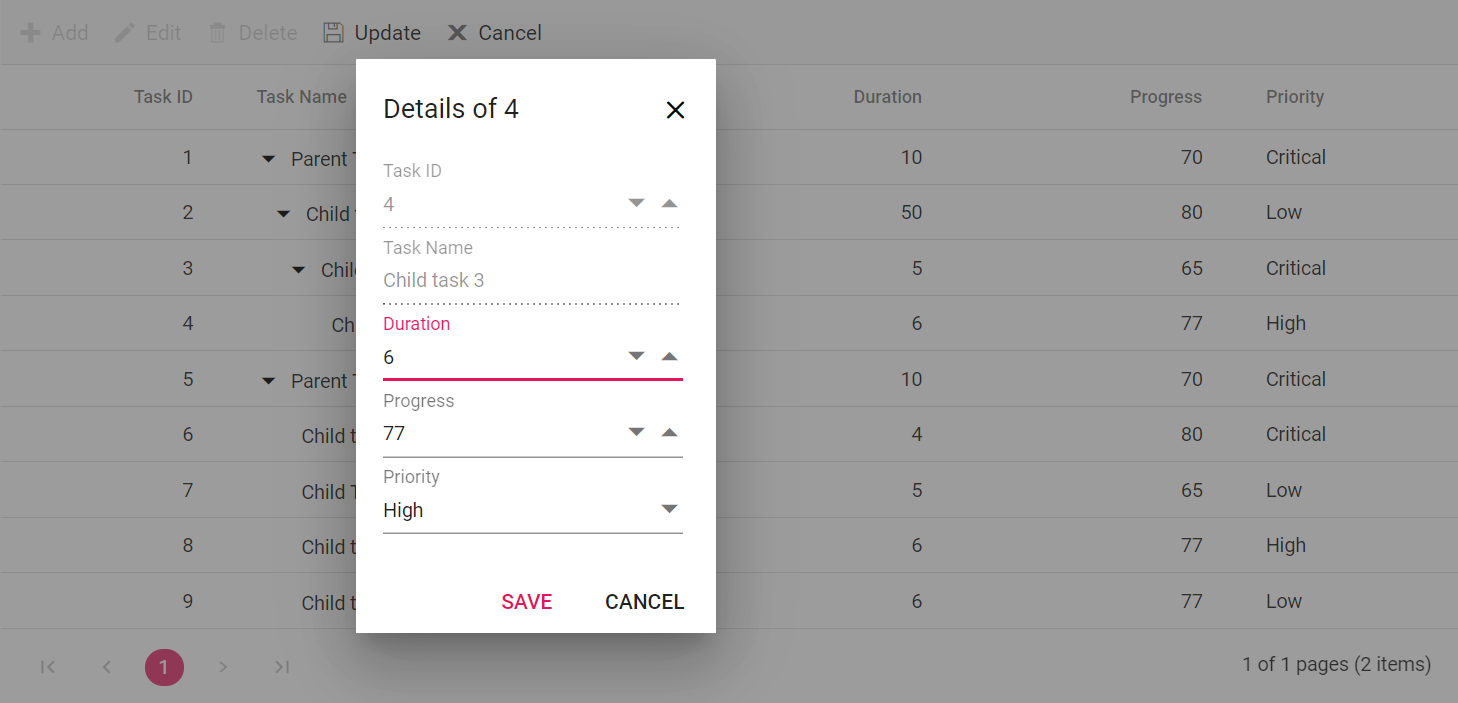 Add Edit Delete Update Cancel
Task ID Task Name Duration Progress Priority
1 Parent 10 70 Critical
2 Child 50 80 Low
3 5 65 Critical
4 6 77 High
5 Parent 10 70 Critical
6 Child 4 80 Critical
7 Child 5 65 Low
8 Child 6 77 High
9 Child 6 77 Low
1 1 of 1 pages (2 items)
Details of 4
Task ID
4
Task Name
Child task 3
Duration
6
Progress
77
Priority
High
SAVE CANCEL